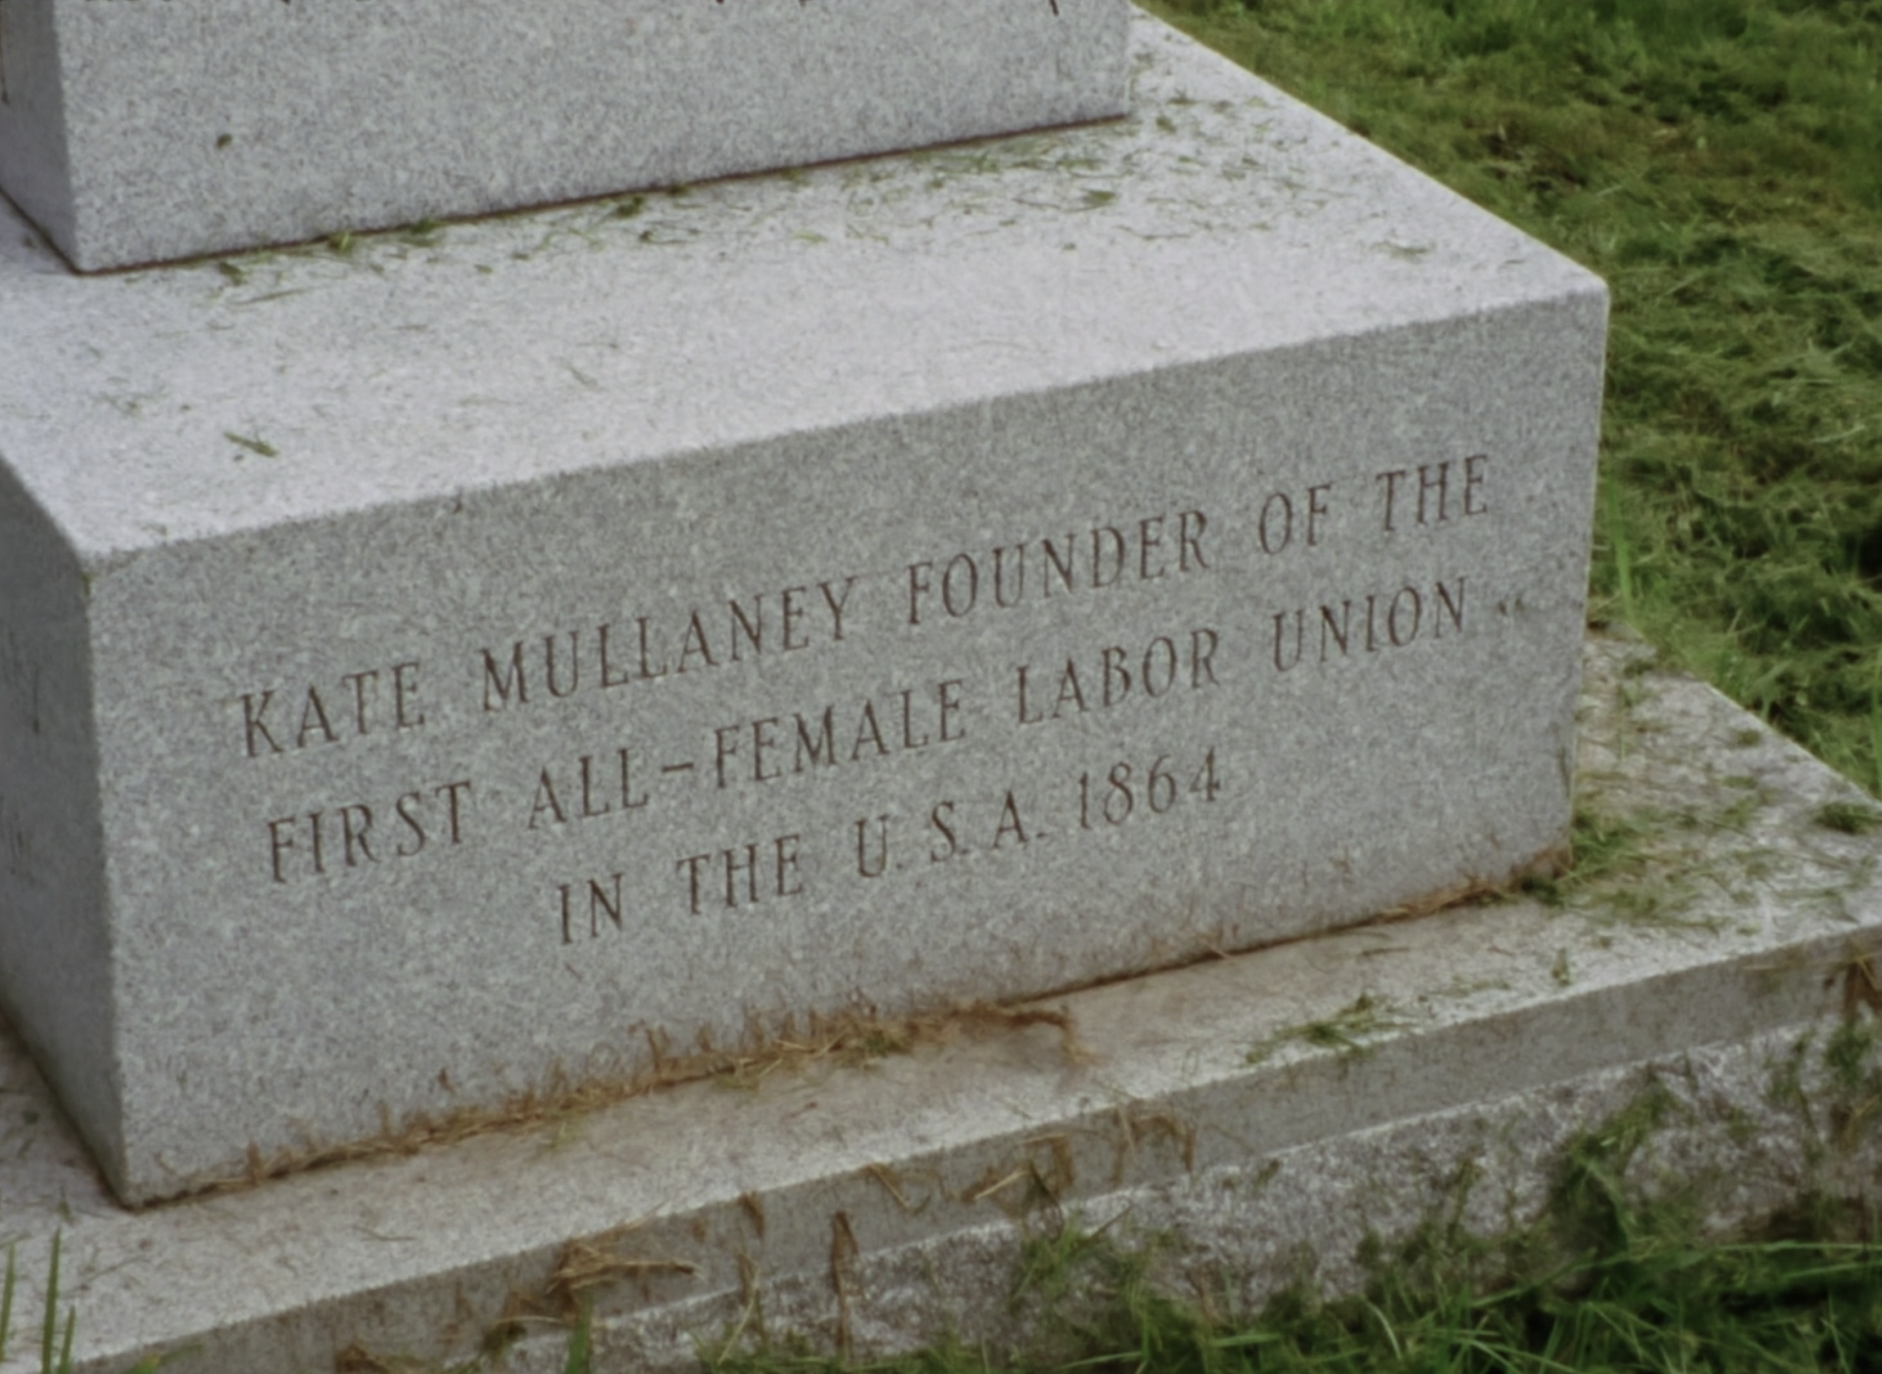 KATE MULLANEY FOUNDER OF THE
FIRST ALL-FEMALE LABOR UNION
IN THE U.S.A. 1864